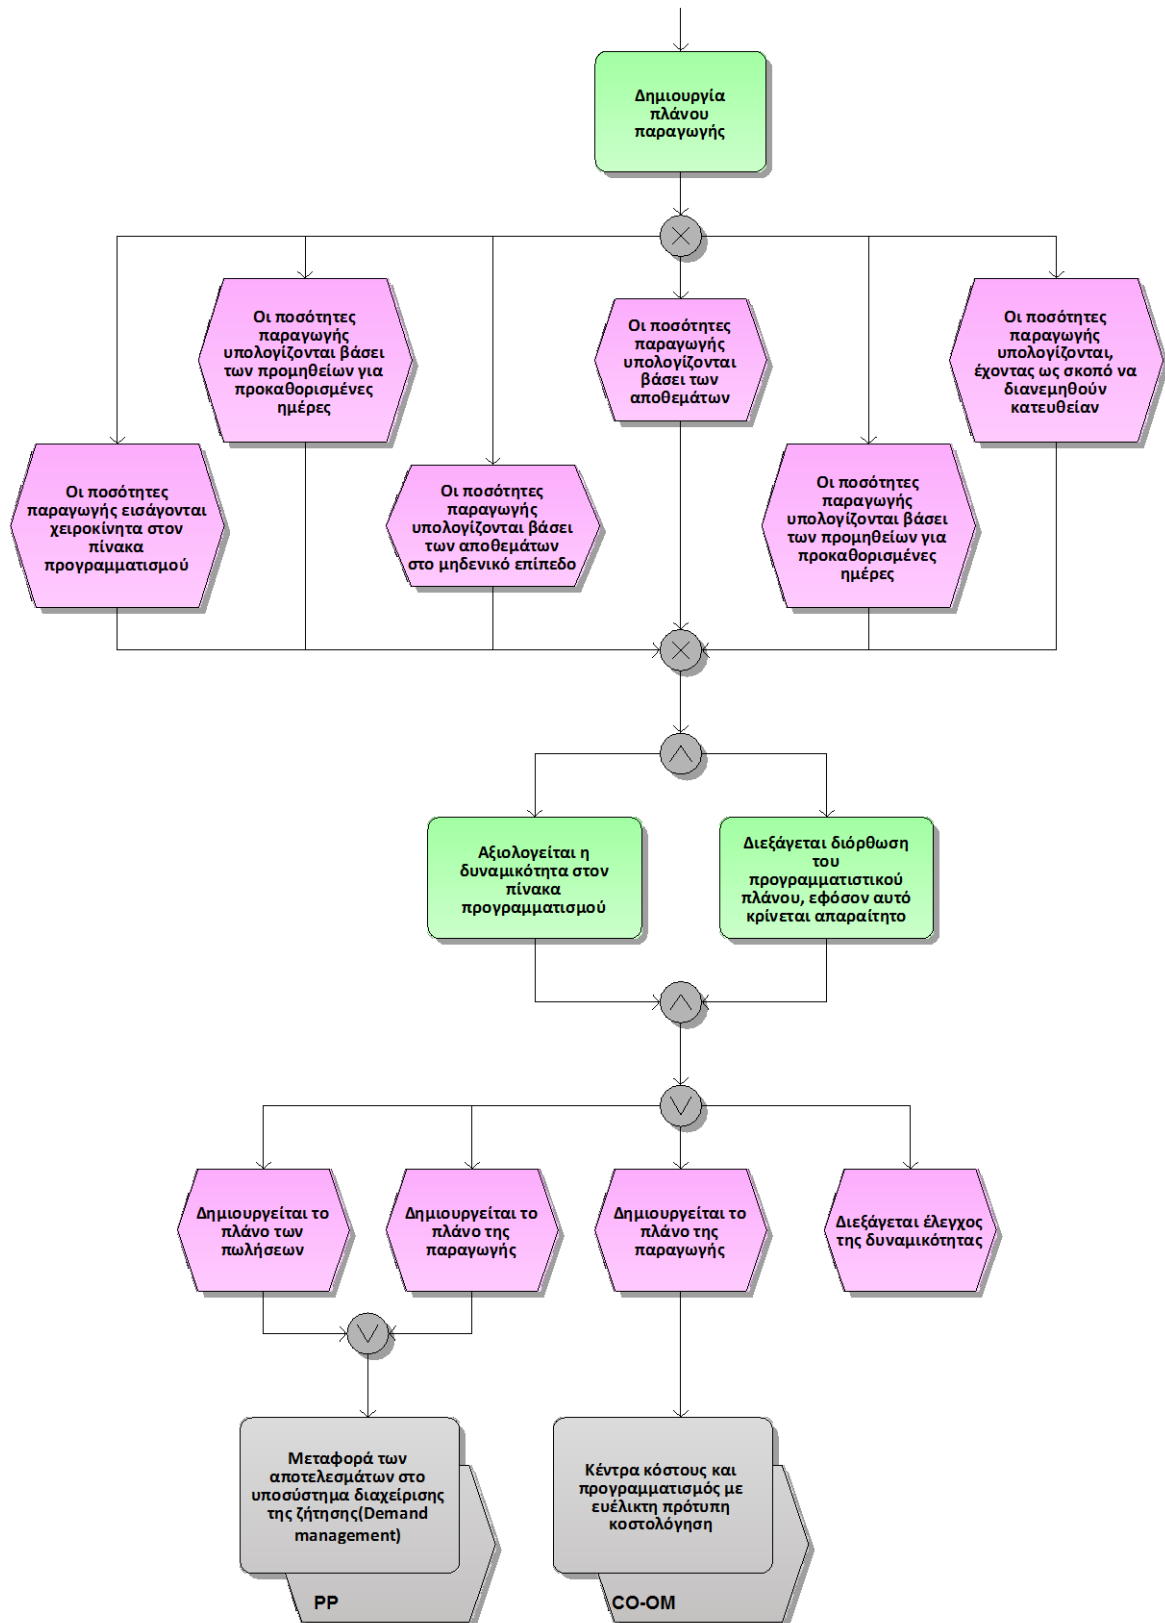 Δημιουργία
πλάνου
παραγωγής
Οι ποσότητες
παραγωγής
υπολογίζονται βάσει
των προμηθείων για
προκαθορισμένες
ημέρες
Οι ποσότητες
παραγωγής
υπολογίζονται
βάσει των
αποθεμάτων
Οι ποσότητες
παραγωγής
υπολογίζονται,
έχοντας ως σκοπό να
διανεμηθούν
κατευθείαν
Οι ποσότητες
παραγωγής εισάγονται
χειροκίνητα στον
πίνακα
προγραμματισμού
Οι ποσότητες
παραγωγής
υπολογίζονται βάσει
των αποθεμάτων
στο μηδενικό επίπεδο
Οι ποσότητες
παραγωγής
υπολογίζονται βάσει
των προμηθείων για
προκαθορισμένες
ημέρες
Αξιολογείται η
δυναμικότητα στον
πίνακα
προγραμματισμού
Διεξάγεται διόρθωση
του
προγραμματιστικού
πλάνου, εφόσον αυτό
κρίνεται απαραίτητο
Δημιουργείται το
πλάνο των
πωλήσεων
Δημιουργείται το
πλάνο της
παραγωγής
Δημιουργείται το
πλάνο της
παραγωγής
Διεξάγεται έλεγχος
της δυναμικότητας
Μεταφορά των
αποτελεσμάτων στο
υποσύστημα διαχείρισης
της ζήτησης(Demand
management)
PP
Κέντρα κόστους και
προγραμματισμός με
ευέλικτη πρότυπη
κοστολόγηση
CO-OM